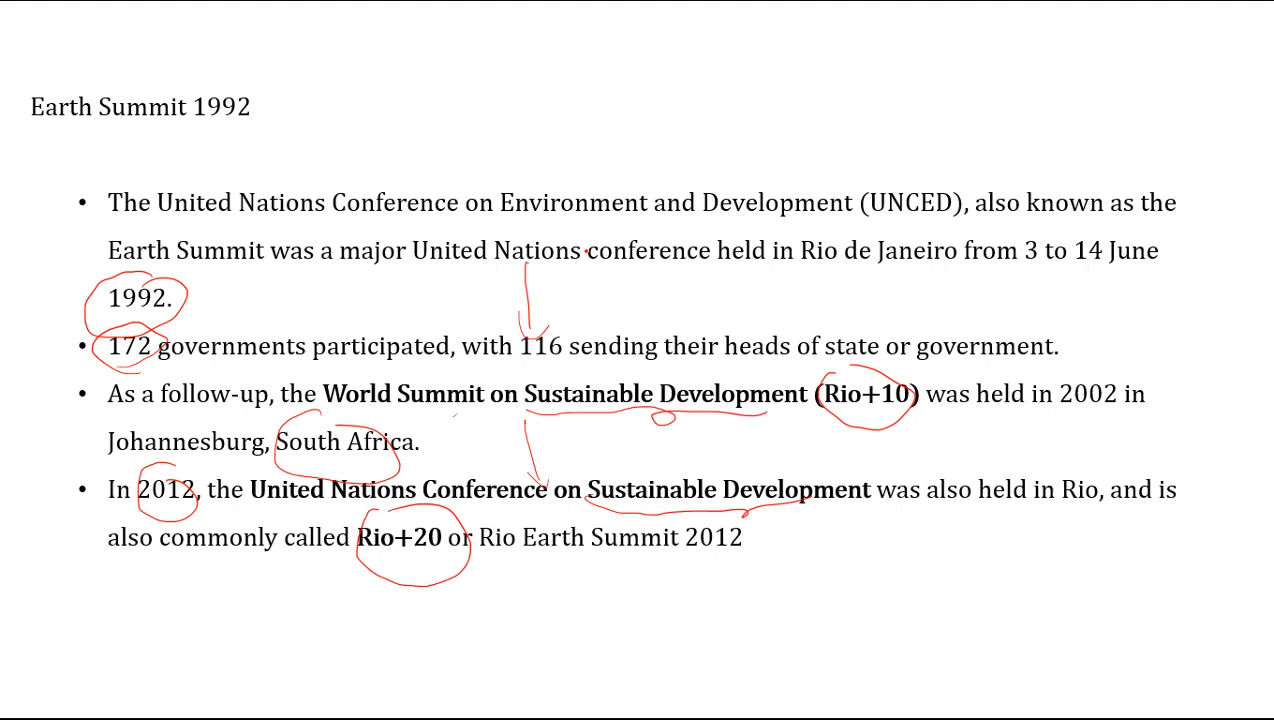 Earth Summit 1992
• The United Nations Conference on Environment and Development (UNCED), also known as the
Earth Summit was a major United Nations conference held in Rio de Janeiro from 3 to 14 June
1992.
• 172 governments participated, with 116 sending their heads of state or government.
• As a follow-up, the World Summit on Sustainable Development (Rio+10) was held in 2002 in
Johannesburg, South Africa.
• In 2012, the United Nations Conference on Sustainable Development was also held in Rio, and is
also commonly called Rio+20 or Rio Earth Summit 2012